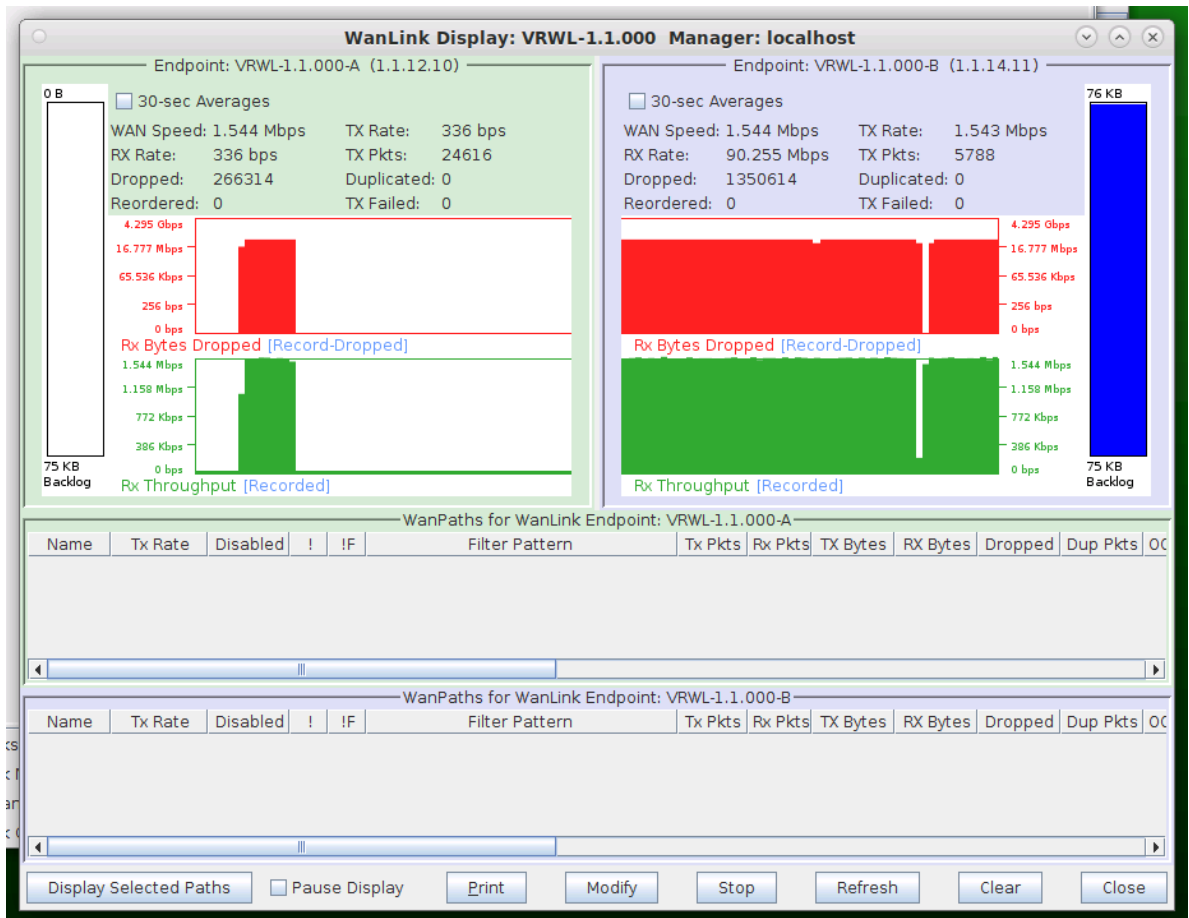 WanLink Display: VRWL-1.1.000  Manager: localhost
Endpoint: VRWL-1.1.000-A  (1.1.12.10)
0 B
30-sec Averages
WAN Speed: 1.544 Mbps TX Rate: 336 bps
RX Rate: 336 bps TX Pkts: 24616
Dropped: 266314 Duplicated: 0
Reordered: 0 TX Failed: 0
4.295 Gbps
16.777 Mbps
65.536 Kbps
256 bps
0 bps
Rx Bytes Dropped [Record-Dropped]
1.544 Mbps
1.158 Mbps
772 Kbps
386 Kbps
0 bps
75 KB
Backlog
Rx Throughput [Recorded]
Endpoint: VRWL-1.1.000-B  (1.1.14.11)
76 KB
30-sec Averages
WAN Speed: 1.544 Mbps TX Rate: 1.543 Mbps
RX Rate: 90.255 Mbps TX Pkts: 5788
Dropped: 1350614 Duplicated: 0
Reordered: 0 TX Failed: 0
4.295 Gbps
16.777 Mbps
65.536 Kbps
256 bps
0 bps
Rx Bytes Dropped [Record-Dropped]
1.544 Mbps
1.158 Mbps
772 Kbps
386 Kbps
0 bps
75 KB
Backlog
Rx Throughput [Recorded]
WanPaths for WanLink Endpoint: VRWL-1.1.000-A
Name Tx Rate Disabled ! !F Filter Pattern Tx Pkts Rx Pkts TX Bytes RX Bytes Dropped Dup Pkts
WanPaths for WanLink Endpoint: VRWL-1.1.000-B
Name Tx Rate Disabled ! !F Filter Pattern Tx Pkts Rx Pkts TX Bytes RX Bytes Dropped Dup Pkts
Display Selected Paths Pause Display Print Modify Stop Refresh Clear Close